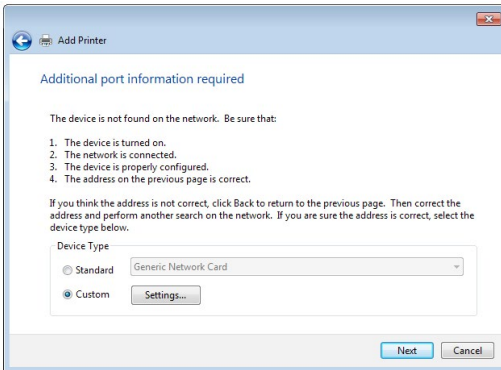 Add Printer
Additional port information required
The device is not found on the network. Be sure that:
1. The device is turned on.
2. The network is connected.
3. The device is properly configured.
4. The address on the previous page is correct.
If you think the address is not correct, click Back to return to the previous page. Then correct the
address and perform another search on the network. If you are sure the address is correct, select the
device type below.
Device Type
Standard Generic Network Card
Custom Settings...
Next Cancel